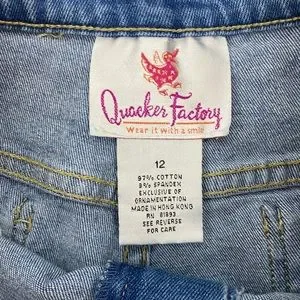 Quacker Factory
Wear it with a smile
12
97% COTTON
3% SPANDEX
EXCLUSIVE OF
ORNAMENTATION
MADE IN HONG KONG
RN 81893
SEE REVERSE
FOR CARE